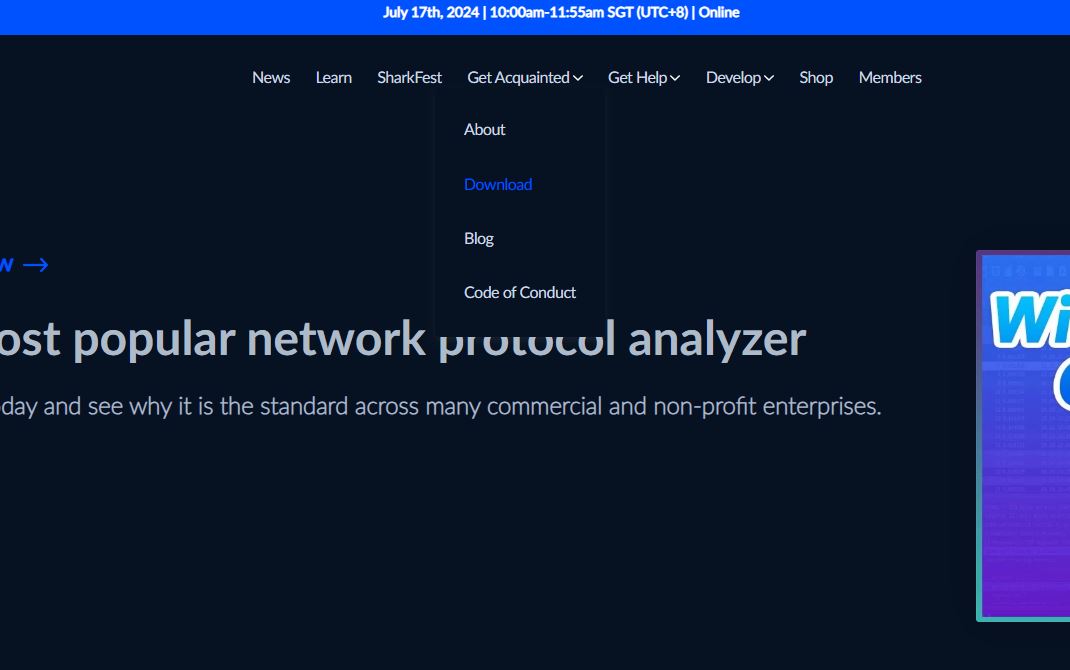 July 17th, 2024 | 10:00am-11:55am SGT (UTC+8) | Online
News Learn SharkFest Get Acquainted Get Help Develop Shop Members
About
Download
Blog
Code of Conduct
ost popular network protocol analyzer
day and see why it is the standard across many commercial and non-profit enterprises.
Wi